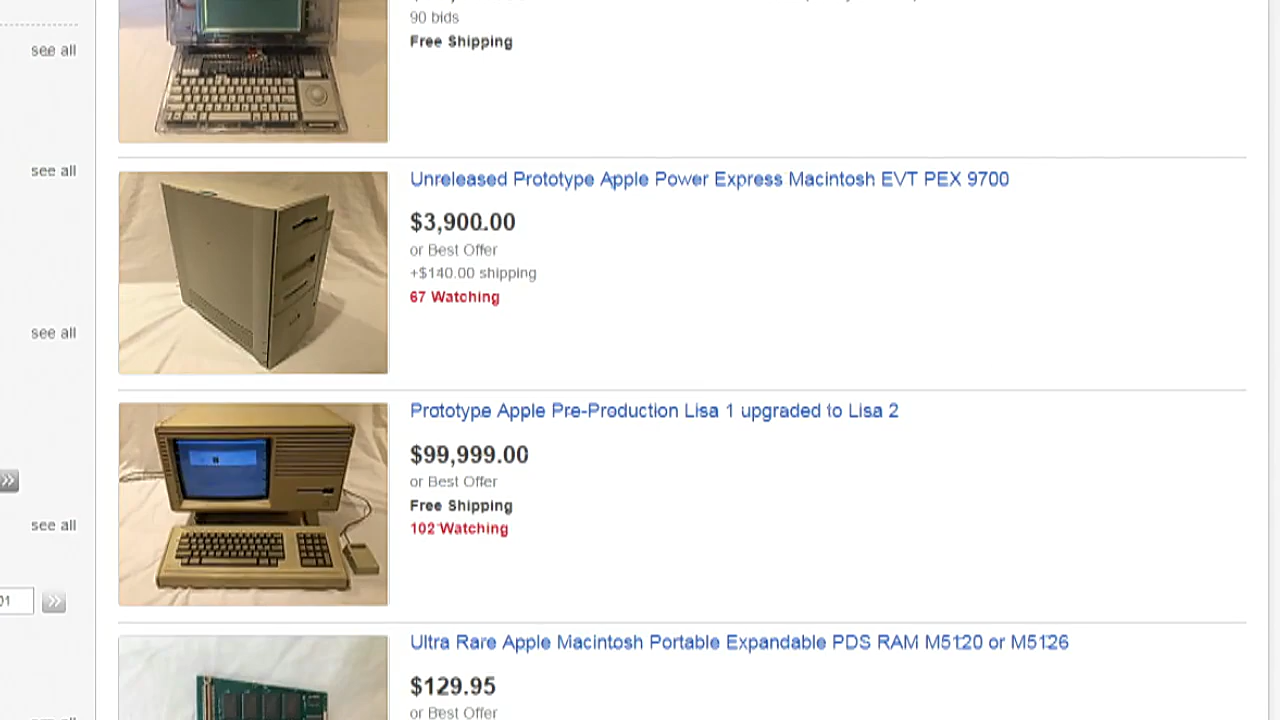 90 bids
Free Shipping
see all
see all
Unreleased Prototype Apple Power Express Macintosh EVT PEX 9700
$3,900.00
or Best Offer
+$140.00 shipping
67 Watching
see all
Prototype Apple Pre-Production Lisa 1 upgraded to Lisa 2
$99,999.00
or Best Offer
Free Shipping
102 Watching
see all
01
Ultra Rare Apple Macintosh Portable Expandable PDS RAM M5120 or M5126
$129.95
or Best Offer